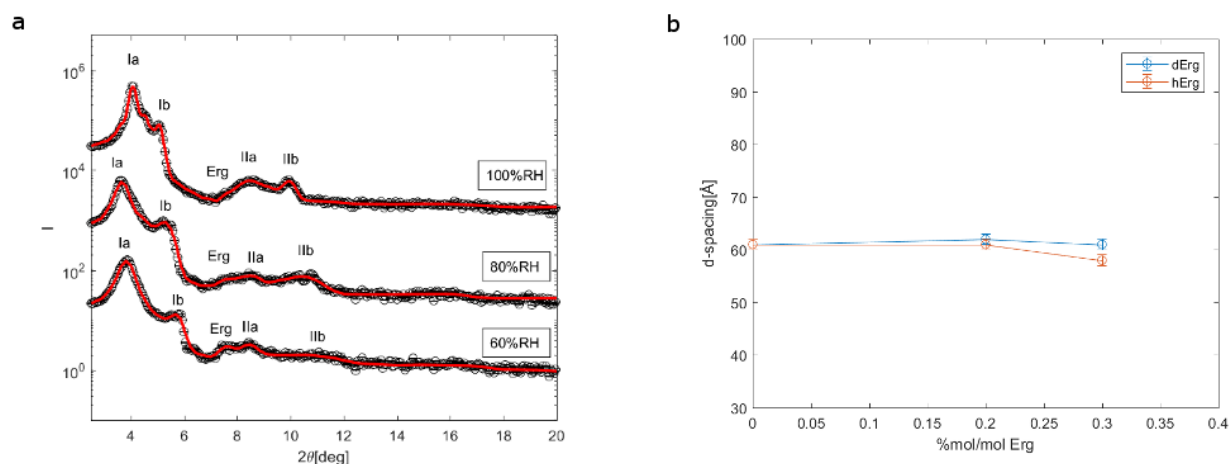 a
b
I
10^6
10^4
10^2
10^0
Ia
Ib
Erg
IIa
IIb
100%RH
Ia
Ib
Erg
IIa
IIb
80%RH
Ia
Ib
Erg
IIa
IIb
60%RH
4
6
8
10
12
14
16
18
20
2θ[deg]
d-spacing[Å]
100
90
80
70
60
50
40
30
dErg
hErg
0
0.05
0.1
0.15
0.2
0.25
0.3
0.35
0.4
%mol/mol Erg